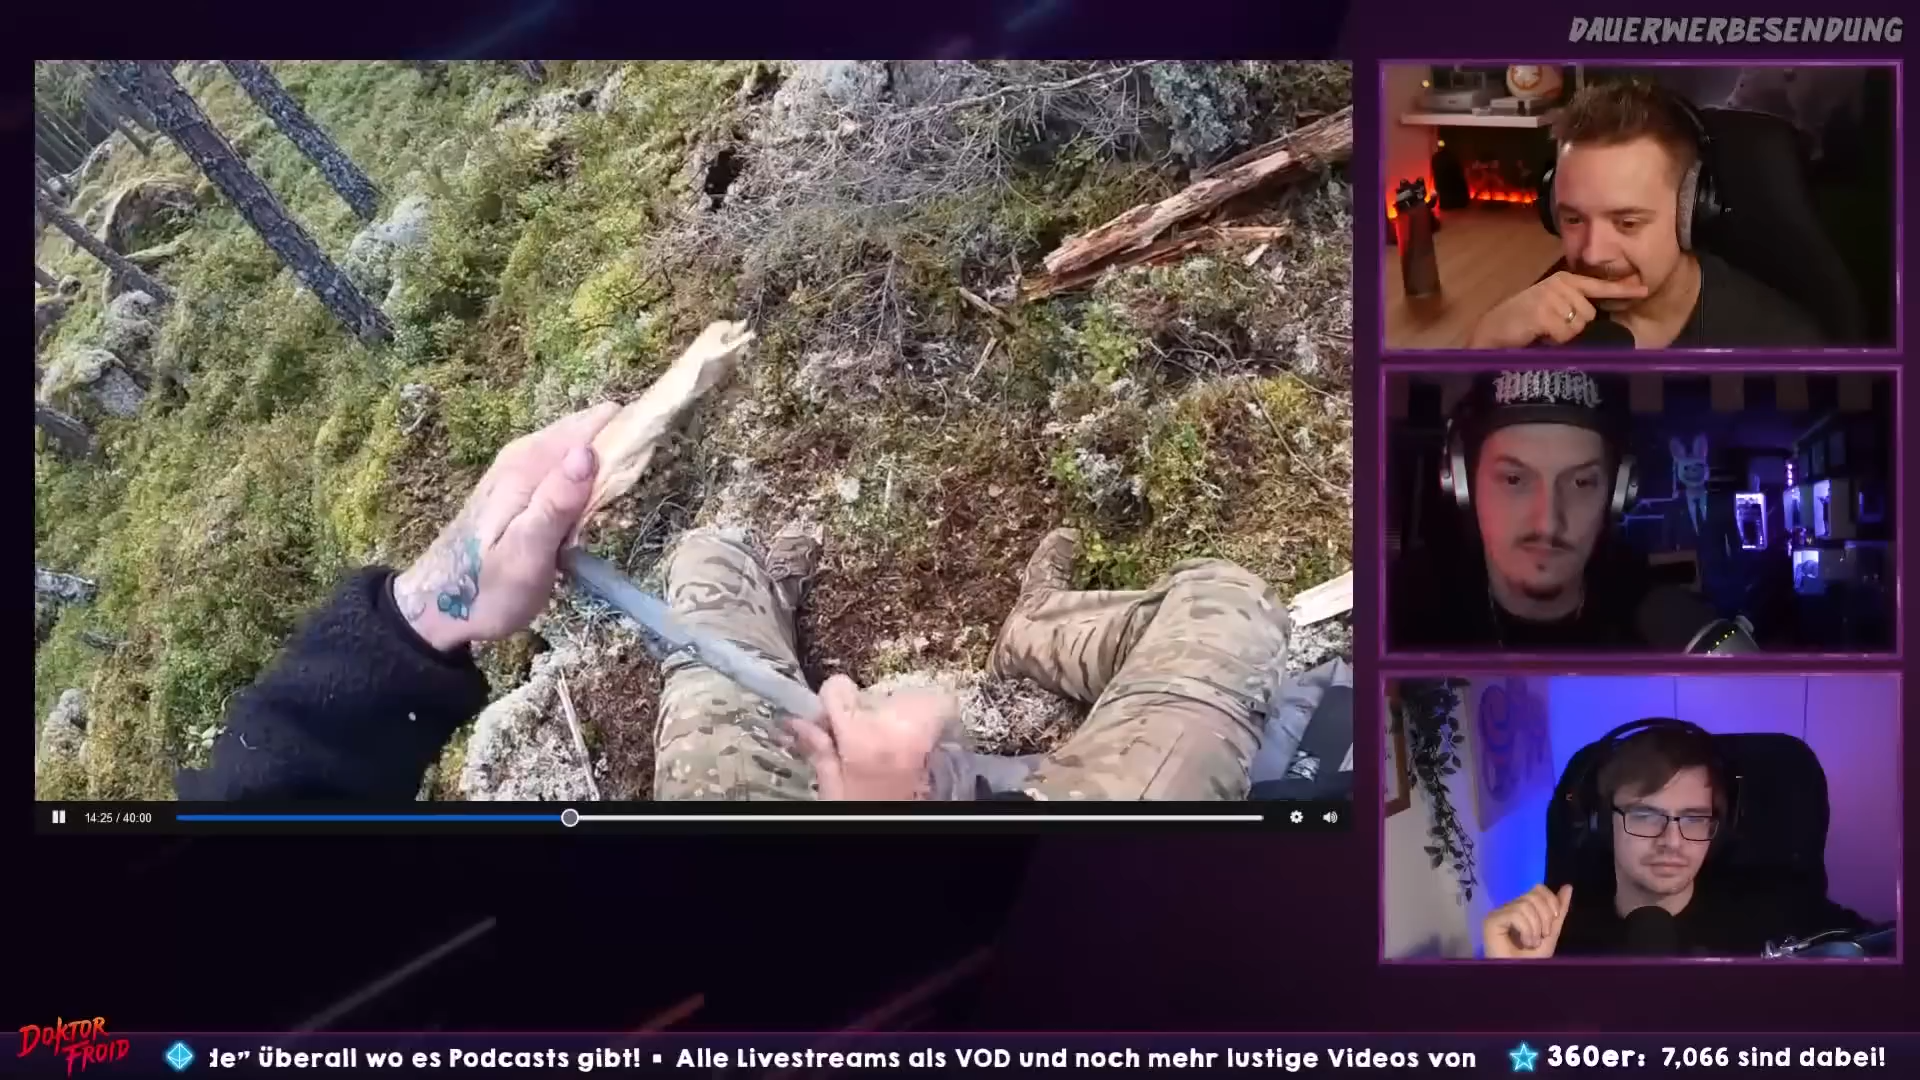 DAUERWERBESENDUNG
14:25 / 40:00
DOKTOR
FROID
de” überall wo es Podcasts gibt! ▪ Alle Livestreams als VOD und noch mehr lustige Videos von
360er: 7,066 sind dabei!